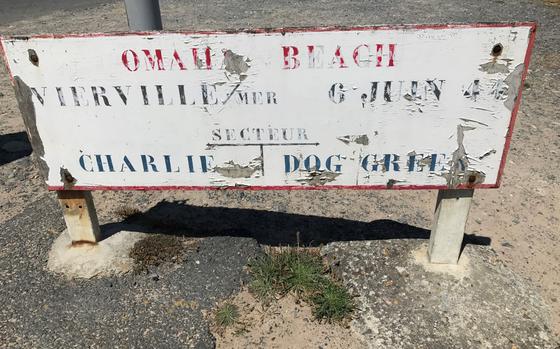 OMAHA BEACH
VIERVILLE/MER 6 JUIN 44
SECTEUR
CHARLIE DOG GREEN